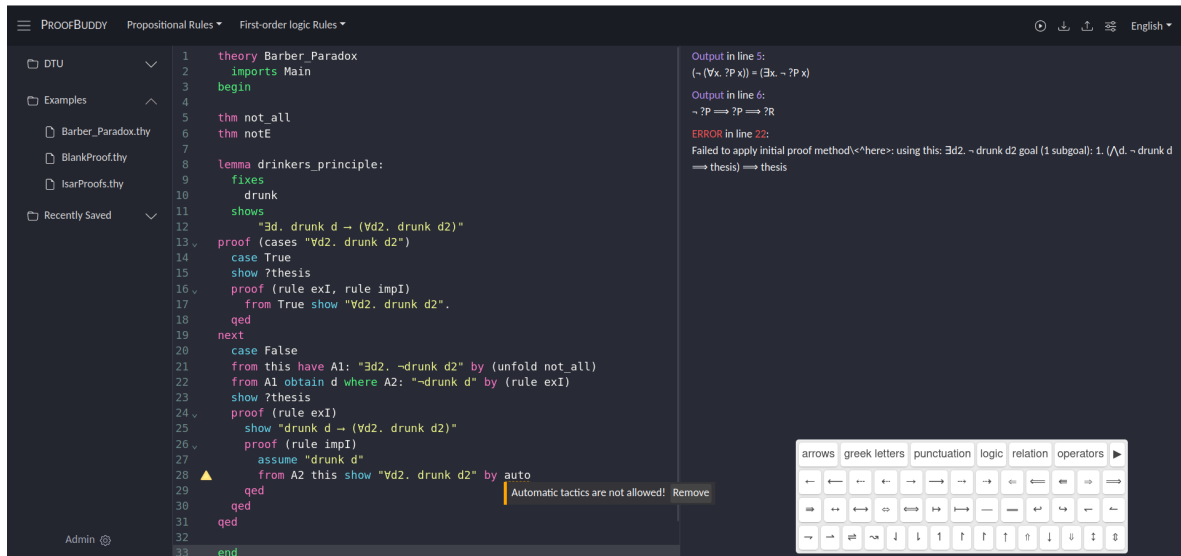 PROOFBUDDY Propositional Rules First-order logic Rules English
DTU
Examples
Barber_Paradox.thy
BlankProof.thy
IsarProofs.thy
Recently Saved
Admin
1 theory Barber_Paradox
2 imports Main
3 begin
4
5 thm not_all
6 thm notE
7
8 lemma drinkers_principle:
9 fixes
10 drunk
11 shows
12 "∃d. drunk d → (∀d2. drunk d2)"
13 proof (cases "∀d2. drunk d2")
14 case True
15 show ?thesis
16 proof (rule exI, rule impI)
17 from True show "∀d2. drunk d2".
18 qed
19 next
20 case False
21 from this have A1: "∃d2. ¬drunk d2" by (unfold not_all)
22 from A1 obtain d where A2: "¬drunk d" by (rule exI)
23 show ?thesis
24 proof (rule exI)
25 show "drunk d → (∀d2. drunk d2)"
26 proof (rule impI)
27 assume "drunk d"
28 from A2 this show "∀d2. drunk d2" by auto
29 qed
30 qed
31 qed
32
33 end
Automatic tactics are not allowed! Remove
Output in line 5:
(¬ (∀x. ?P x)) = (∃x. ¬ ?P x)
Output in line 6:
¬ ?P ⟹ ?P ⟹ ?R
ERROR in line 22:
Failed to apply initial proof method\<^here>: using this: ∃d2. ¬ drunk d2 goal (1 subgoal): 1. (⋀d. ¬ drunk d
⟹ thesis) ⟹ thesis
arrows greek letters punctuation logic relation operators ▶